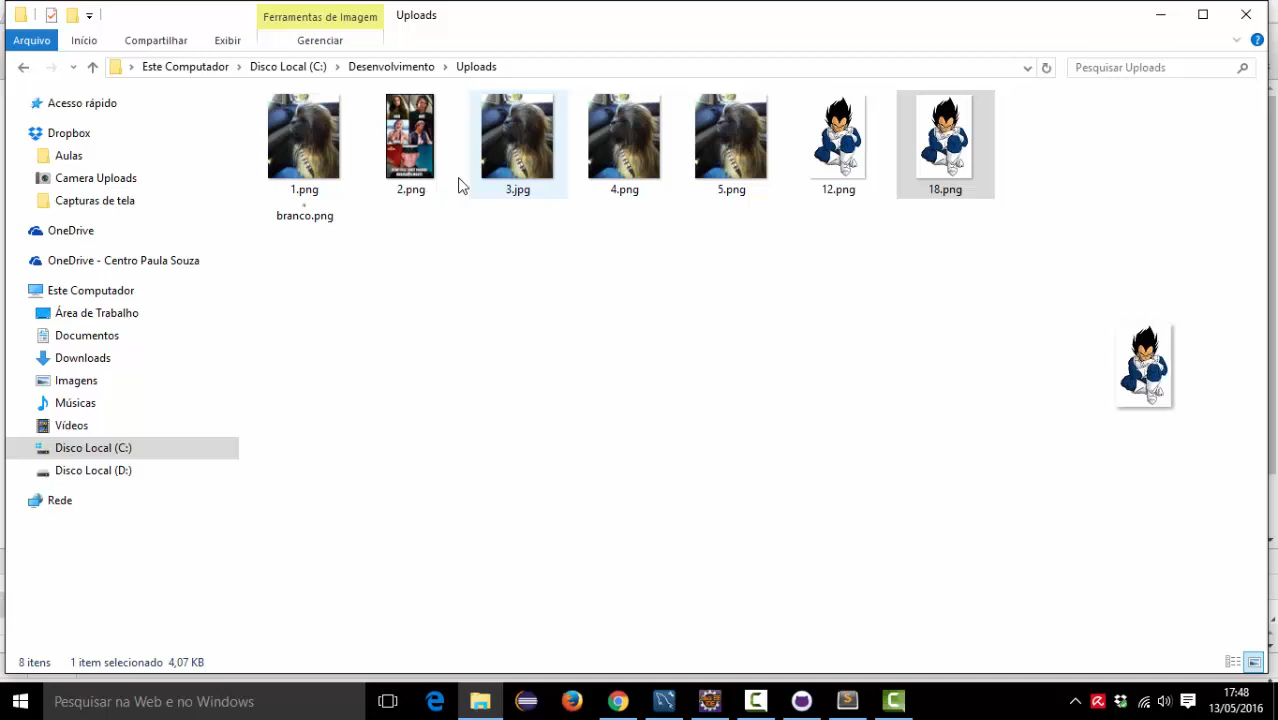 Ferramentas de Imagem
Uploads
Arquivo
Início
Compartilhar
Exibir
Gerenciar
Este Computador
Disco Local (C:)
Desenvolvimento
Uploads
Pesquisar Uploads
Acesso rápido
Dropbox
Aulas
Camera Uploads
Capturas de tela
OneDrive
OneDrive - Centro Paula Souza
Este Computador
Área de Trabalho
Documentos
Downloads
Imagens
Músicas
Vídeos
Disco Local (C:)
Disco Local (D:)
Rede
1.png
2.png
3.jpg
4.png
5.png
12.png
18.png
branco.png
8 itens
1 item selecionado 4,07 KB
Pesquisar na Web e no Windows
17:48
13/05/2016